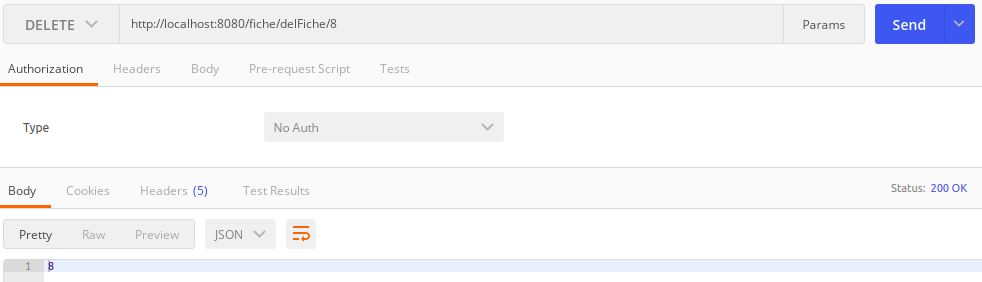 DELETE http://localhost:8080/fiche/delFiche/8 Params Send
Authorization Headers Body Pre-request Script Tests
Type No Auth
Body Cookies Headers (5) Test Results Status: 200 OK
Pretty Raw Preview JSON
1 8